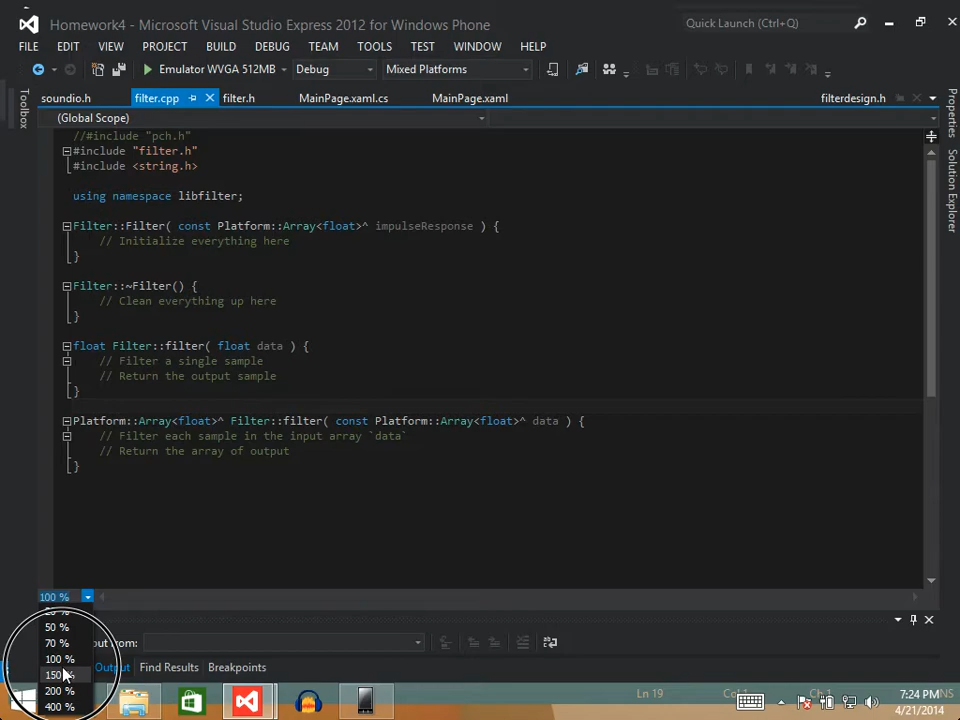 Homework4 - Microsoft Visual Studio Express 2012 for Windows Phone
Quick Launch (Ctrl+Q)
FILE EDIT VIEW PROJECT BUILD DEBUG TEAM TOOLS TEST WINDOW HELP
Emulator WVGA 512MB Debug Mixed Platforms
Toolbox
soundio.h filter.cpp filter.h MainPage.xaml.cs MainPage.xaml filterdesign.h
Properties
Solution Explorer
(Global Scope)
//#include "pch.h"
#include "filter.h"
#include <string.h>
using namespace libfilter;
Filter::Filter( const Platform::Array<float>^ impulseResponse ) {
// Initialize everything here
}
Filter::~Filter() {
// Clean everything up here
}
float Filter::filter( float data ) {
// Filter a single sample
// Return the output sample
}
Platform::Array<float>^ Filter::filter( const Platform::Array<float>^ data ) {
// Filter each sample in the input array `data`
// Return the array of output
}
100 %
50 %
70 %
100 %
150 %
200 %
400 %
from:
Output Find Results Breakpoints
Ln 19
Ch 1
7:24 PM
4/21/2014